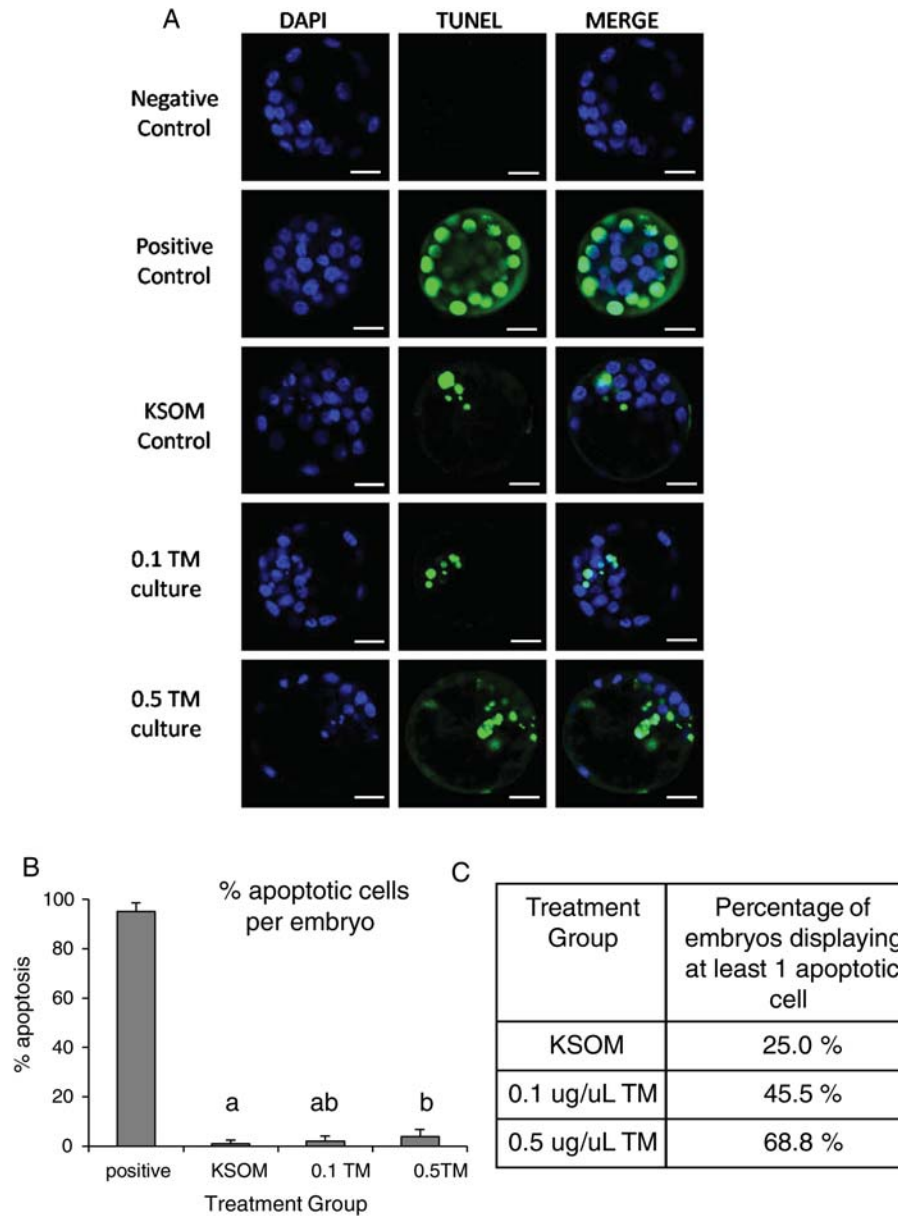 A
DAPI TUNEL MERGE
Negative
Control
Positive
Control
KSOM
Control
0.1 TM
culture
0.5 TM
culture
B
% apoptotic cells
per embryo
% apoptosis
100
80
60
40
20
0
a ab b
positive KSOM 0.1 TM 0.5TM
Treatment Group
C
Treatment
Group
Percentage of
embryos displaying
at least 1 apoptotic
cell
KSOM 25.0 %
0.1 ug/uL TM 45.5 %
0.5 ug/uL TM 68.8 %